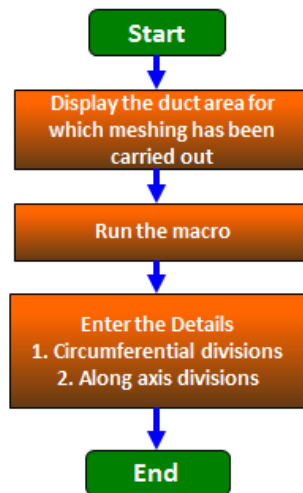 Start
Display the duct area for
which meshing has been
carried out
Run the macro
Enter the Details
1. Circumferential divisions
2. Along axis divisions
End